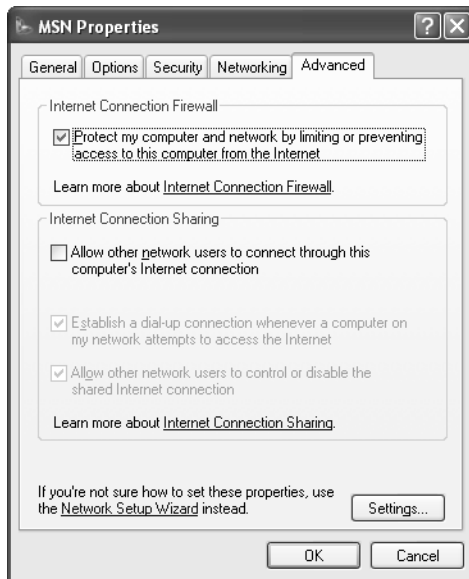 MSN Properties
General Options Security Networking Advanced
Internet Connection Firewall
Protect my computer and network by limiting or preventing
access to this computer from the Internet
Learn more about Internet Connection Firewall.
Internet Connection Sharing
Allow other network users to connect through this
computer's Internet connection
Establish a dial-up connection whenever a computer on
my network attempts to access the Internet
Allow other network users to control or disable the
shared Internet connection
Learn more about Internet Connection Sharing.
If you're not sure how to set these properties, use
the Network Setup Wizard instead.
Settings...
OK Cancel